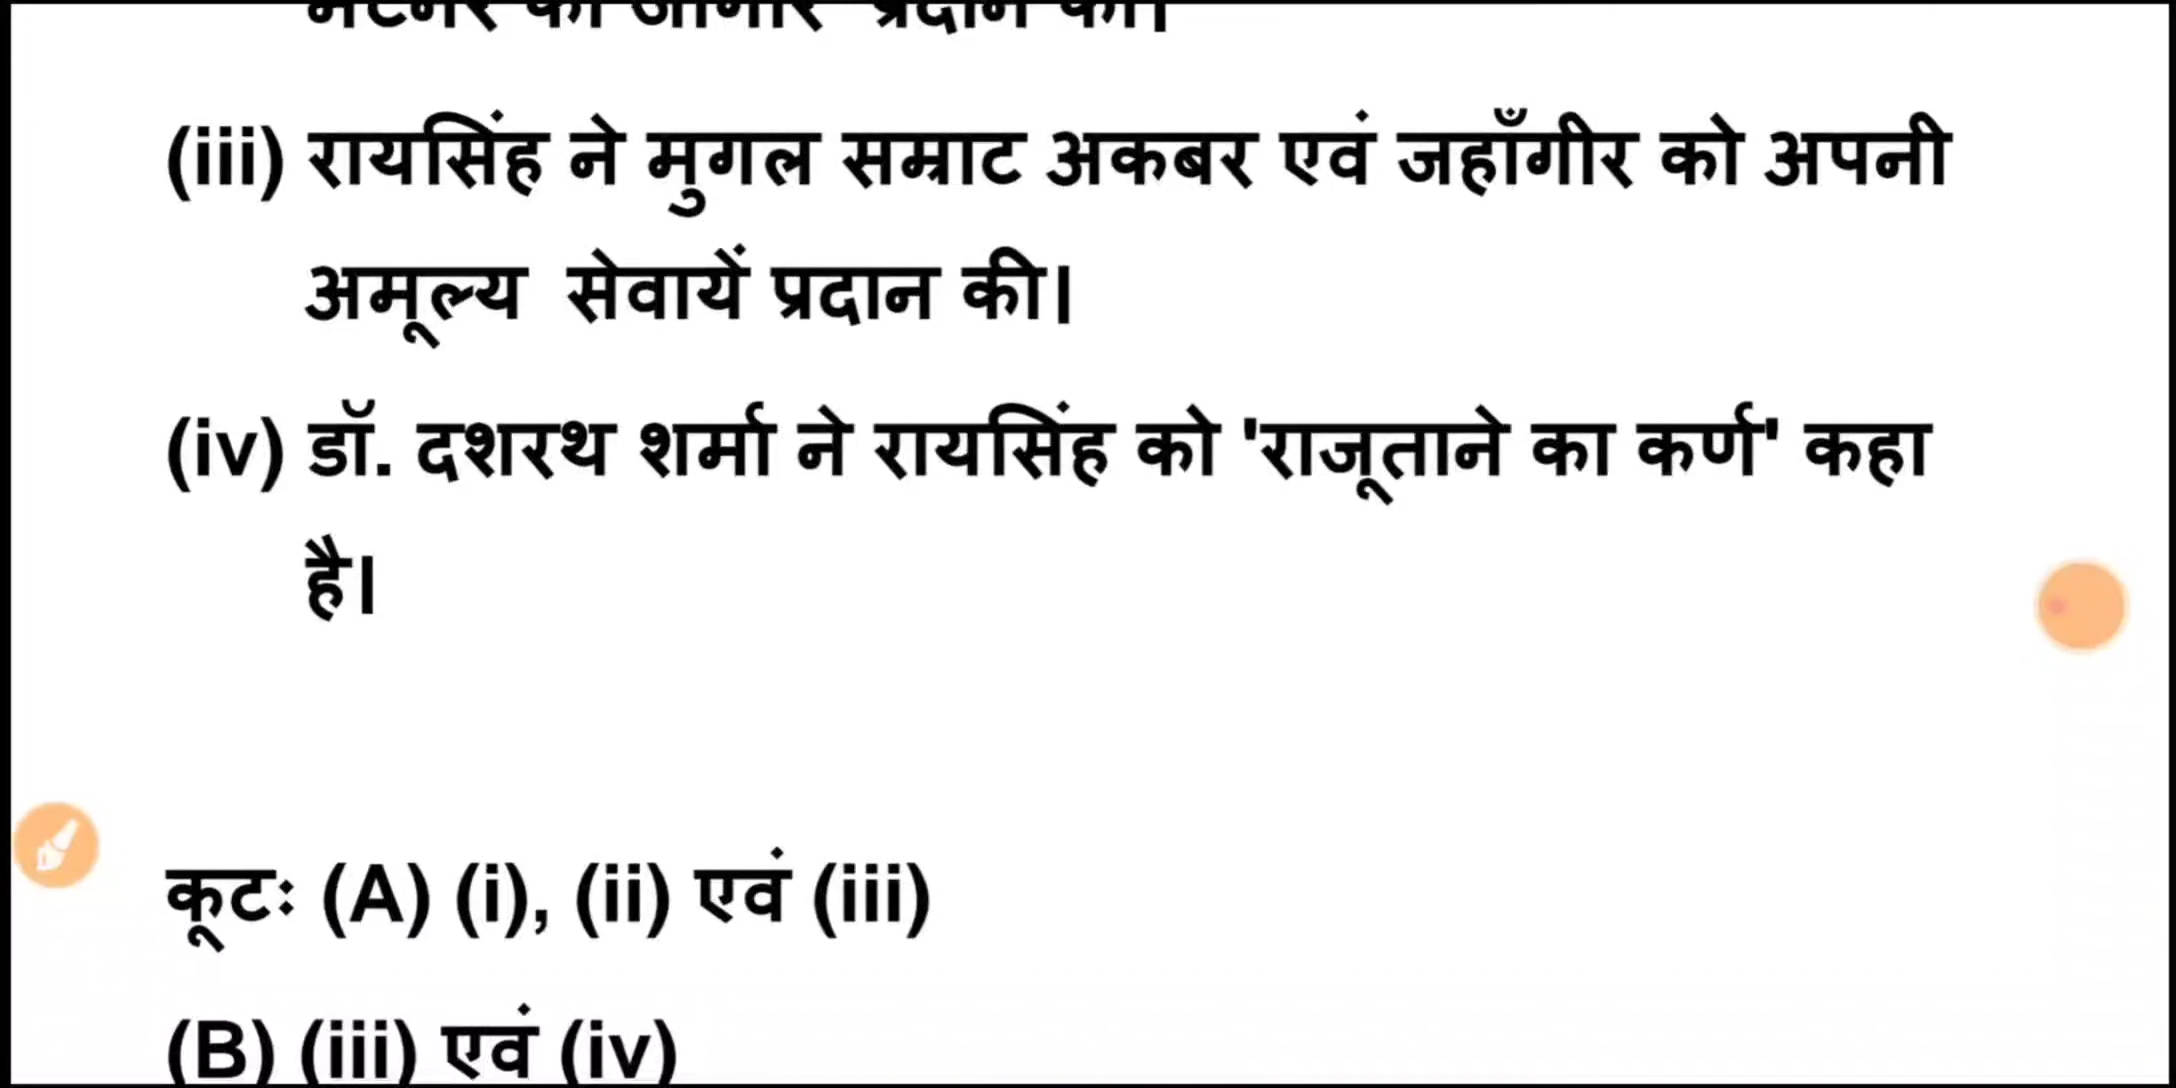 (iii) रायसिंह ने मुगल सम्राट अकबर एवं जहाँगीर को अपनी
अमूल्य सेवायें प्रदान की।
(iv) डॉ. दशरथ शर्मा ने रायसिंह को 'राजूताने का कर्ण' कहा
है।
कूटः (A) (i), (ii) एवं (iii)
(B) (iii) एवं (iv)